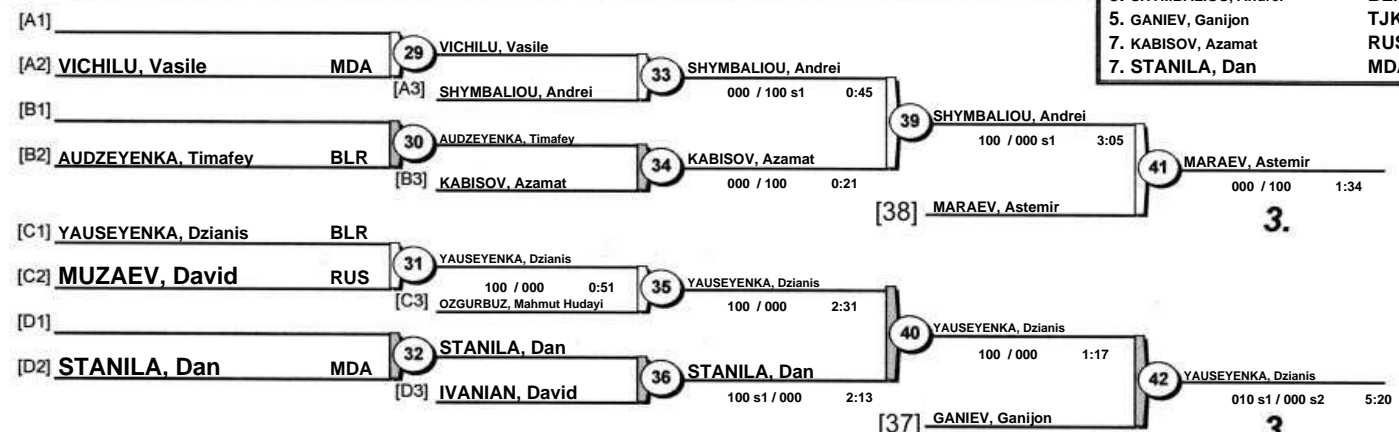 5. GANIEV, Ganijon TJK
7. KABISOV, Azamat RUS
7. STANILA, Dan MDA
[A1]
[A2] VICHILU, Vasile MDA
29
VICHILU, Vasile
[A3] SHYMBALIOU, Andrei
33
SHYMBALIOU, Andrei
000 / 100 s1 0:45
[B1]
[B2] AUDZEYENKA, Timafey BLR
30
AUDZEYENKA, Timafey
[B3] KABISOV, Azamat
34
KABISOV, Azamat
000 / 100 0:21
39
SHYMBALIOU, Andrei
100 / 000 s1 3:05
[38] MARAEV, Astemir
41
MARAEV, Astemir
000 / 100 1:34
3.
[C1] YAUSEYENKA, Dzianis BLR
[C2] MUZAEV, David RUS
31
YAUSEYENKA, Dzianis
100 / 000 0:51
[C3] OZGURBUZ, Mahmut Hudayi
35
YAUSEYENKA, Dzianis
100 / 000 2:31
[D1]
[D2] STANILA, Dan MDA
32
STANILA, Dan
[D3] IVANIAN, David
36
STANILA, Dan
100 s1 / 000 2:13
40
YAUSEYENKA, Dzianis
100 / 000 1:17
[37] GANIEV, Ganijon
42
YAUSEYENKA, Dzianis
010 s1 / 000 s2 5:20
3